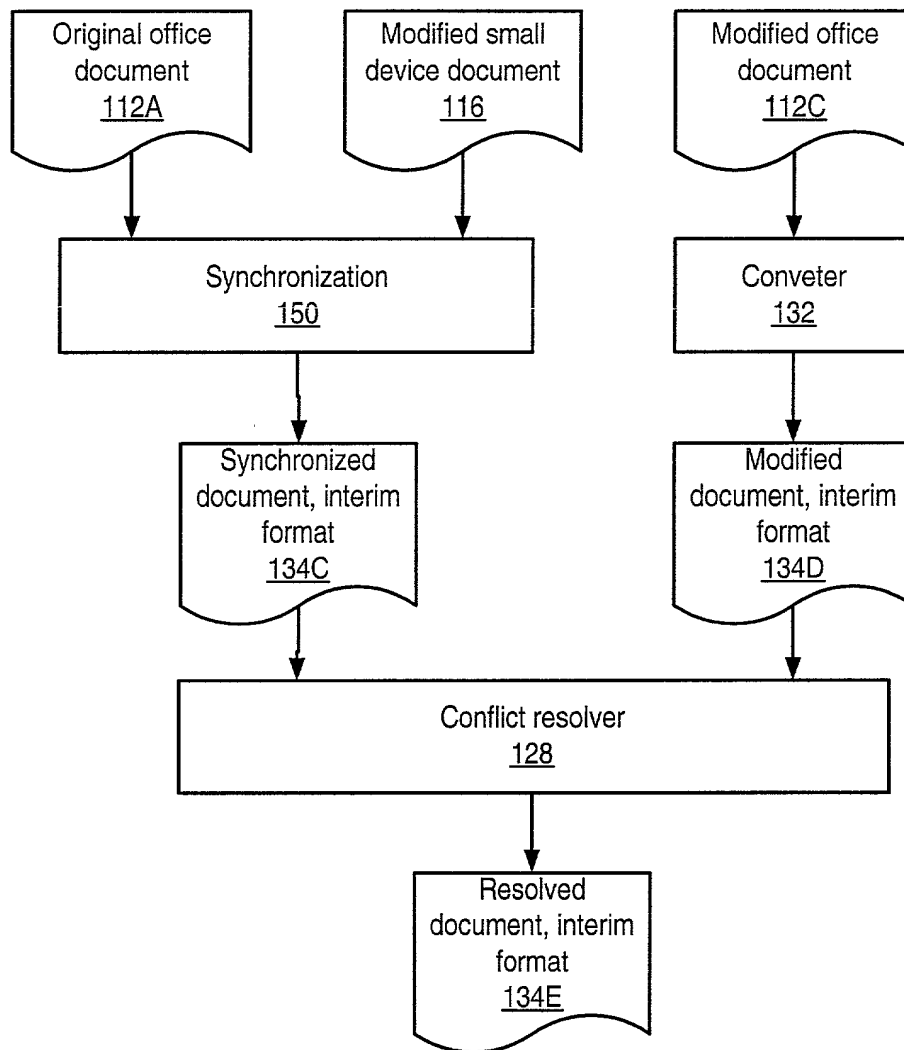 Original office
document
112A
Modified small
device document
116
Modified office
document
112C
Synchronization
150
Conveter
132
Synchronized
document, interim
format
134C
Modified
document, interim
format
134D
Conflict resolver
128
Resolved
document, interim
format
134E